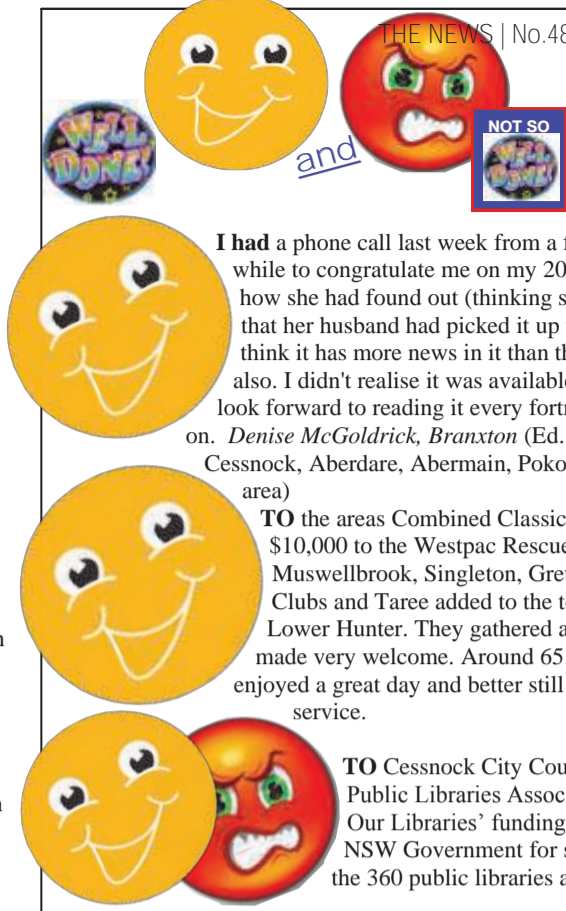 THE NEWS | No.48
WELL DONE!
and
NOT SO
WELL DONE!
I had a phone call last week from a f
while to congratulate me on my 20
how she had found out (thinking s
that her husband had picked it up
think it has more news in it than th
also. I didn't realise it was available
look forward to reading it every fortn
on. Denise McGoldrick, Branxton (Ed.
Cessnock, Aberdare, Abermain, Poko
area)
TO the areas Combined Classic
$10,000 to the Westpac Rescue
Muswellbrook, Singleton, Gret
Clubs and Taree added to the t
Lower Hunter. They gathered a
made very welcome. Around 65
enjoyed a great day and better still
service.
TO Cessnock City Cou
Public Libraries Assoc
Our Libraries' funding
NSW Government for s
the 360 public libraries a